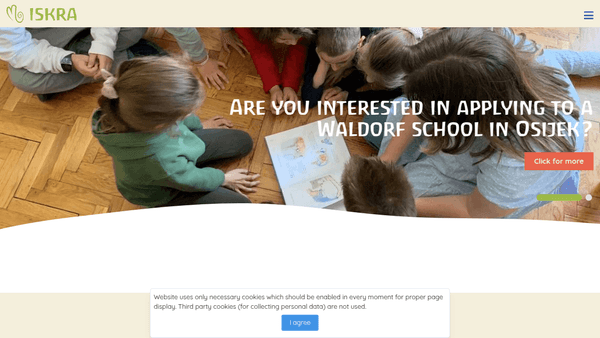 ISKRA
Are you interested in applying to a
Waldorf school in Osijek?
Click for more
Website uses only necessary cookies which should be enabled in every moment for proper page
display. Third party cookies (for collecting personal data) are not used.
I agree